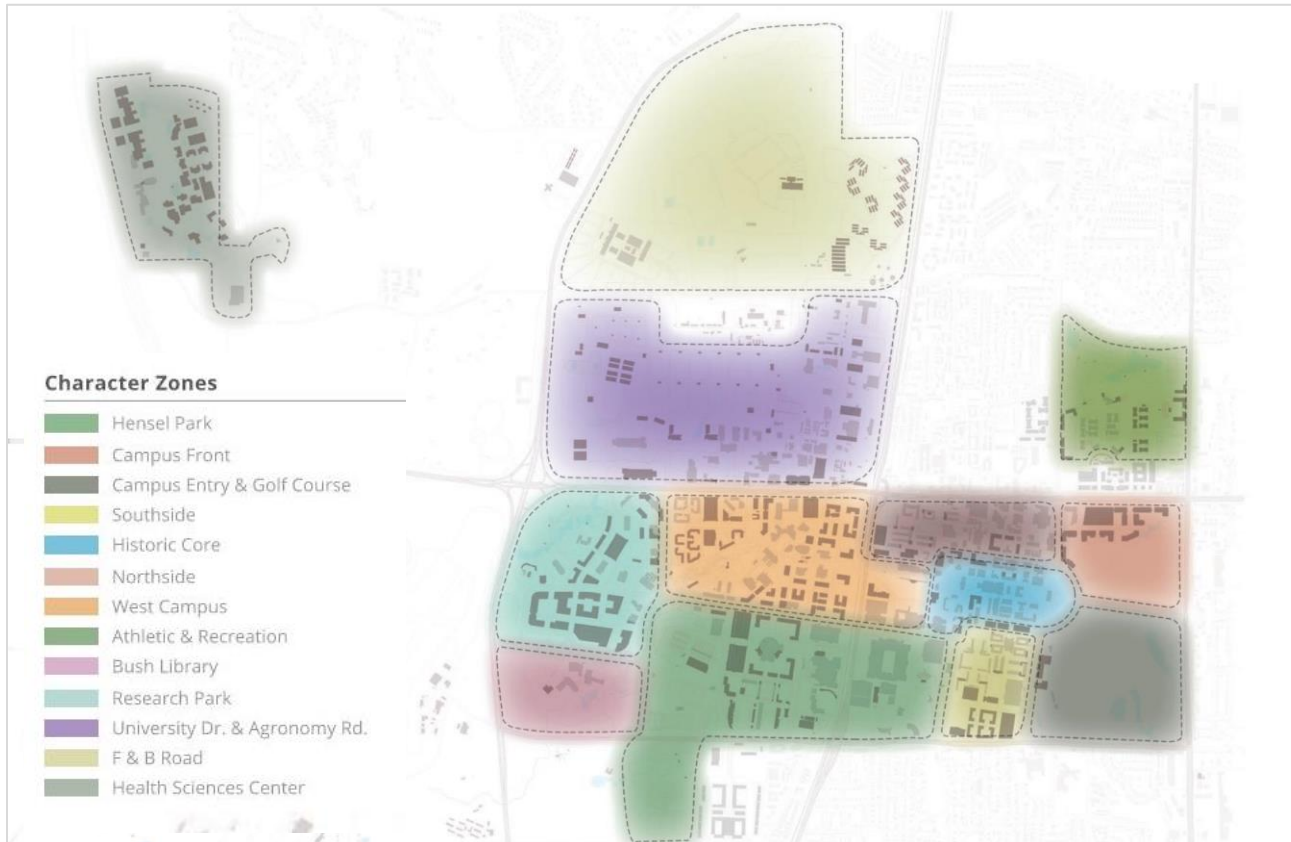 Character Zones
Hensel Park
Campus Front
Campus Entry & Golf Course
Southside
Historic Core
Northside
West Campus
Athletic & Recreation
Bush Library
Research Park
University Dr. & Agronomy Rd.
F & B Road
Health Sciences Center